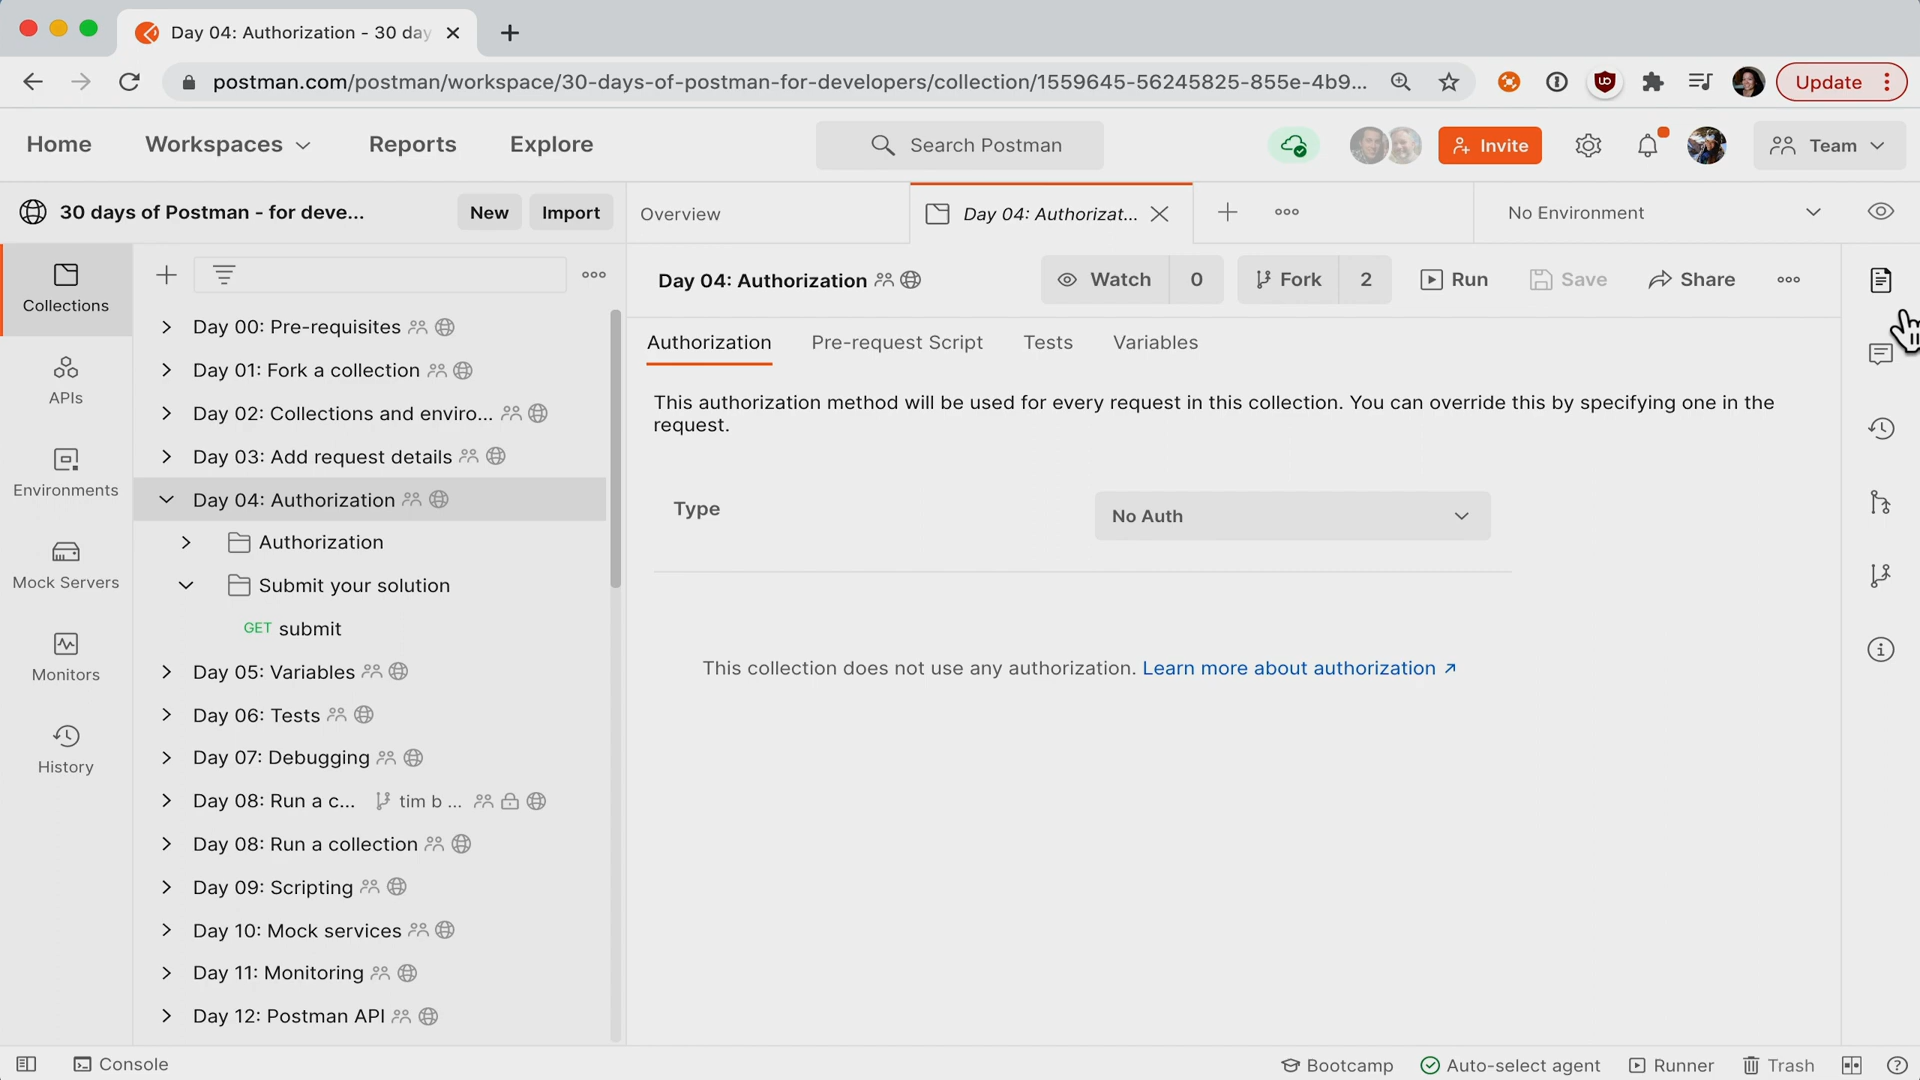 Day 04: Authorization - 30 day
postman.com/postman/workspace/30-days-of-postman-for-developers/collection/1559645-56245825-855e-4b9...
Update
Home
Workspaces
Reports
Explore
Search Postman
Invite
Team
30 days of Postman - for deve...
New
Import
Overview
Day 04: Authorizat...
No Environment
Collections
APIs
Environments
Mock Servers
Monitors
History
Day 00: Pre-requisites
Day 01: Fork a collection
Day 02: Collections and enviro...
Day 03: Add request details
Day 04: Authorization
Authorization
Submit your solution
GET submit
Day 05: Variables
Day 06: Tests
Day 07: Debugging
Day 08: Run a c... tim b ...
Day 08: Run a collection
Day 09: Scripting
Day 10: Mock services
Day 11: Monitoring
Day 12: Postman API
Day 04: Authorization
Watch 0
Fork 2
Run
Save
Share
Authorization
Pre-request Script
Tests
Variables
This authorization method will be used for every request in this collection. You can override this by specifying one in the
request.
Type
No Auth
This collection does not use any authorization. Learn more about authorization ↗
Console
Bootcamp
Auto-select agent
Runner
Trash